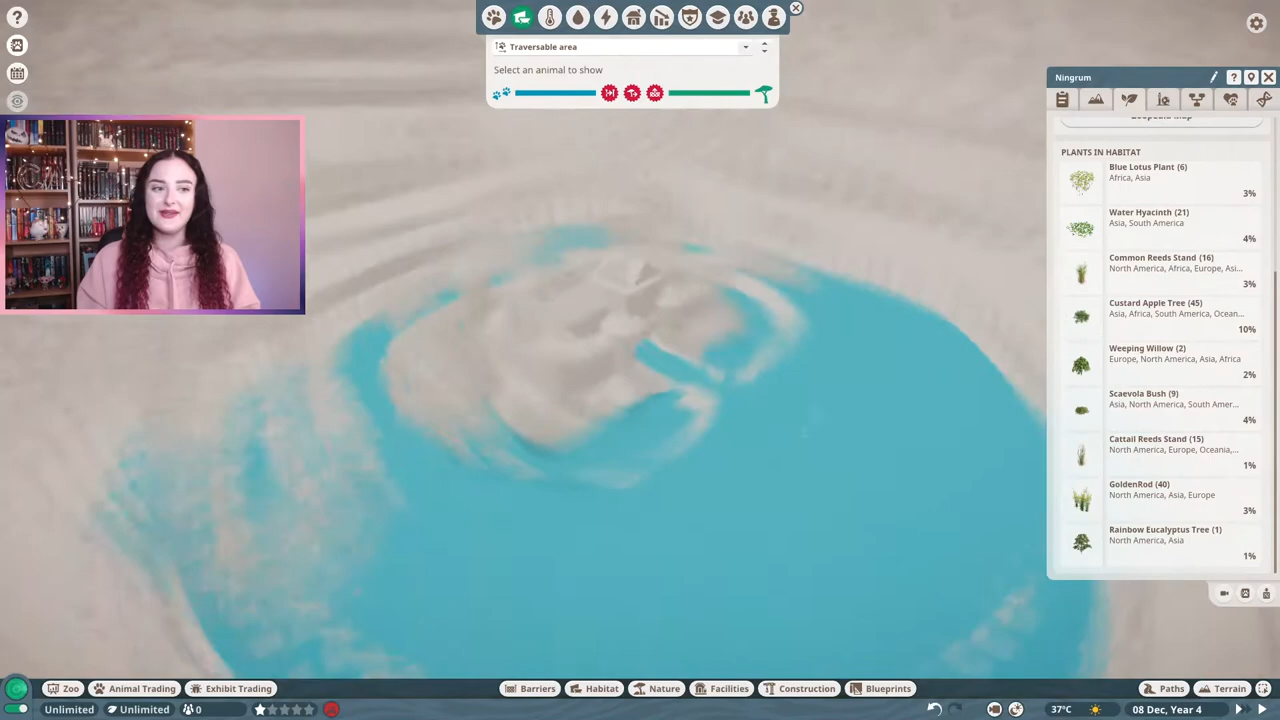 Traversable area
Select an animal to show
Ningrum
PLANTS IN HABITAT
Blue Lotus Plant (6)
Africa, Asia
3%
Water Hyacinth (21)
Asia, South America
4%
Common Reeds Stand (16)
North America, Africa, Europe, Asi...
3%
Custard Apple Tree (45)
Asia, Africa, South America, Ocean...
10%
Weeping Willow (2)
Europe, North America, Asia, Africa
2%
Scaevola Bush (9)
Asia, North America, South Amer...
4%
Cattail Reeds Stand (15)
North America, Europe, Oceania,...
1%
GoldenRod (40)
North America, Asia, Europe
3%
Rainbow Eucalyptus Tree (1)
North America, Asia
1%
Zoo
Animal Trading
Exhibit Trading
Barriers
Habitat
Nature
Facilities
Construction
Blueprints
Paths
Terrain
Unlimited
Unlimited
0
37°C
08 Dec, Year 4